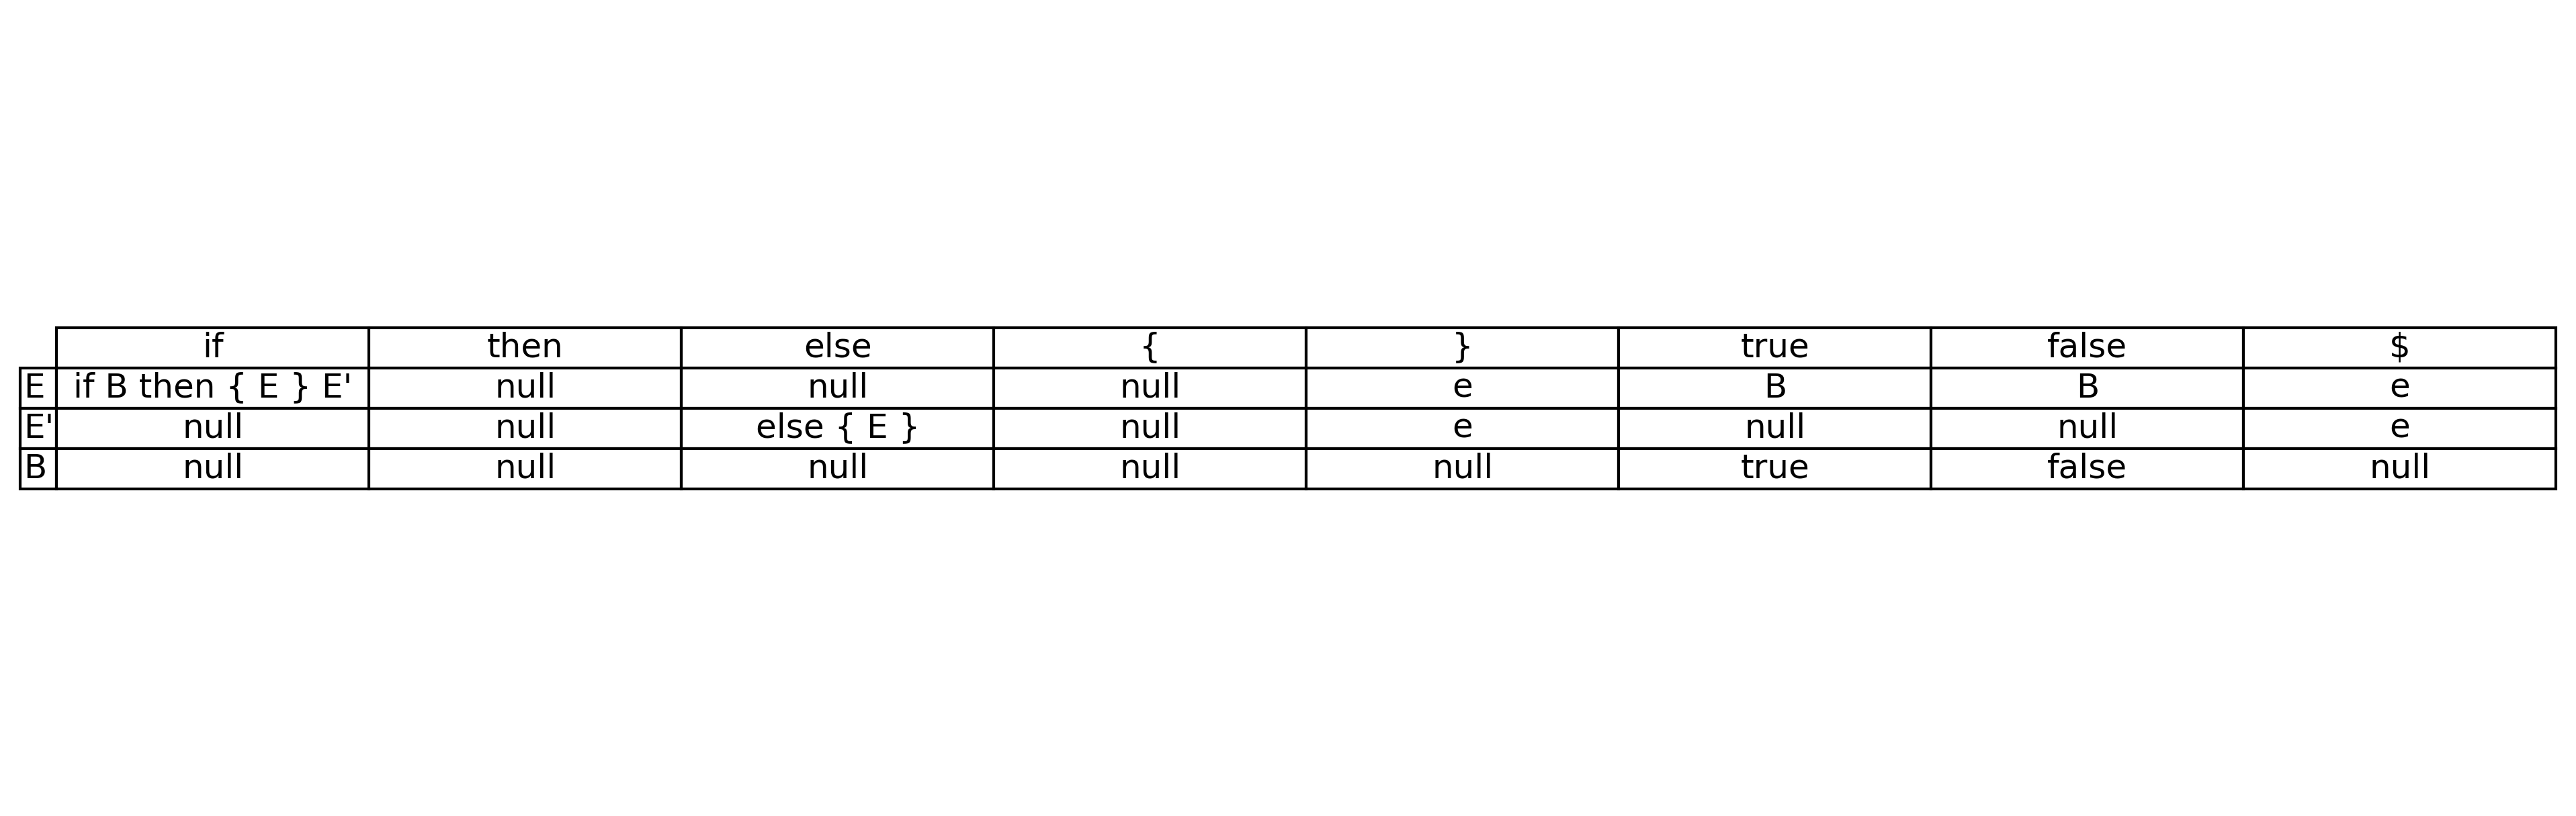 if then else { } true false $
E if B then { E } E' null null null e B B e
E' null null else { E } null e null null e
B null null null null null true false null